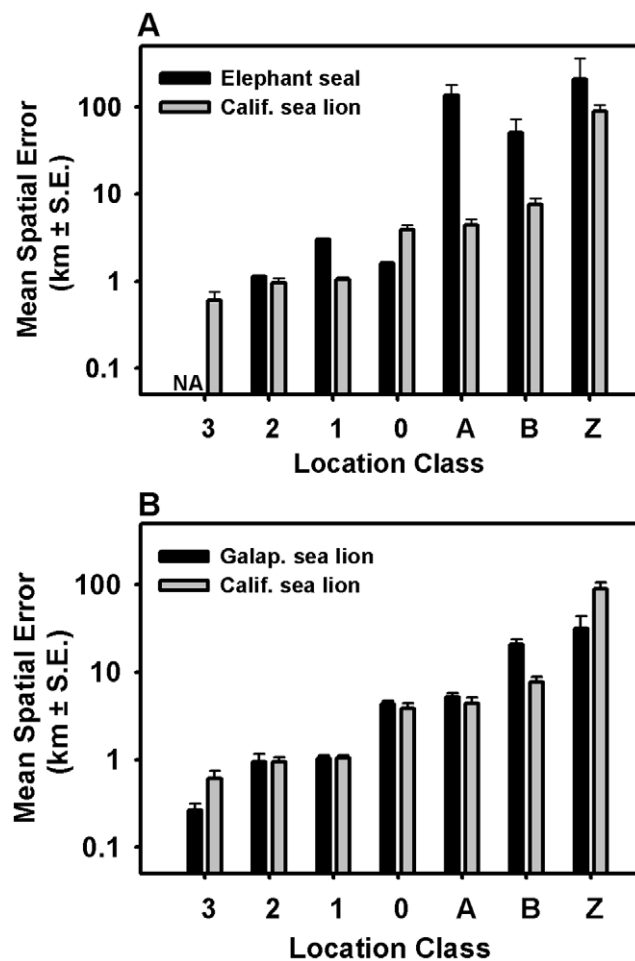 A
Elephant seal
Calif. sea lion
Mean Spatial Error
(km ± S.E.)
100
10
1
0.1
NA
3 2 1 0 A B Z
Location Class
B
Galap. sea lion
Calif. sea lion
Mean Spatial Error
(km ± S.E.)
100
10
1
0.1
3 2 1 0 A B Z
Location Class